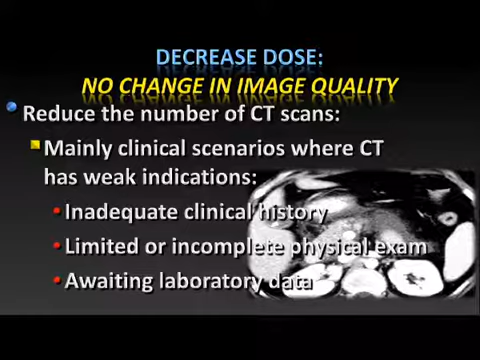 DECREASE DOSE:
NO CHANGE IN IMAGE QUALITY
Reduce the number of CT scans:
Mainly clinical scenarios where CT
has weak indications:
Inadequate clinical history
Limited or incomplete physical exam
Awaiting laboratory data